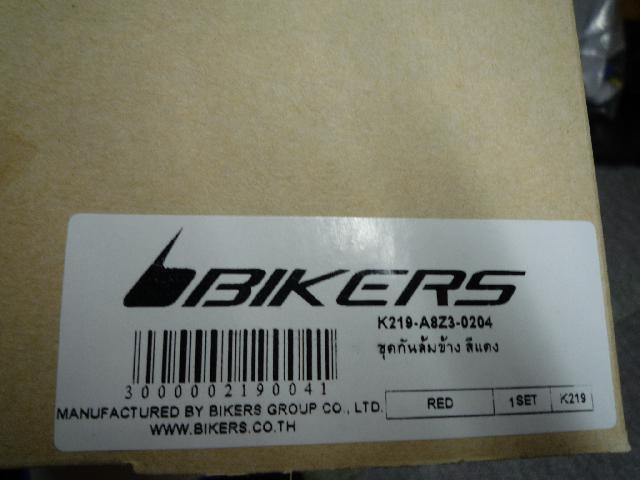 BIKERS
K219-A8Z3-0204
ชุดกันล้มข้าง สีแดง
3000002190041
RED 1SET K219
MANUFACTURED BY BIKERS GROUP CO., LTD.
WWW.BIKERS.CO.TH